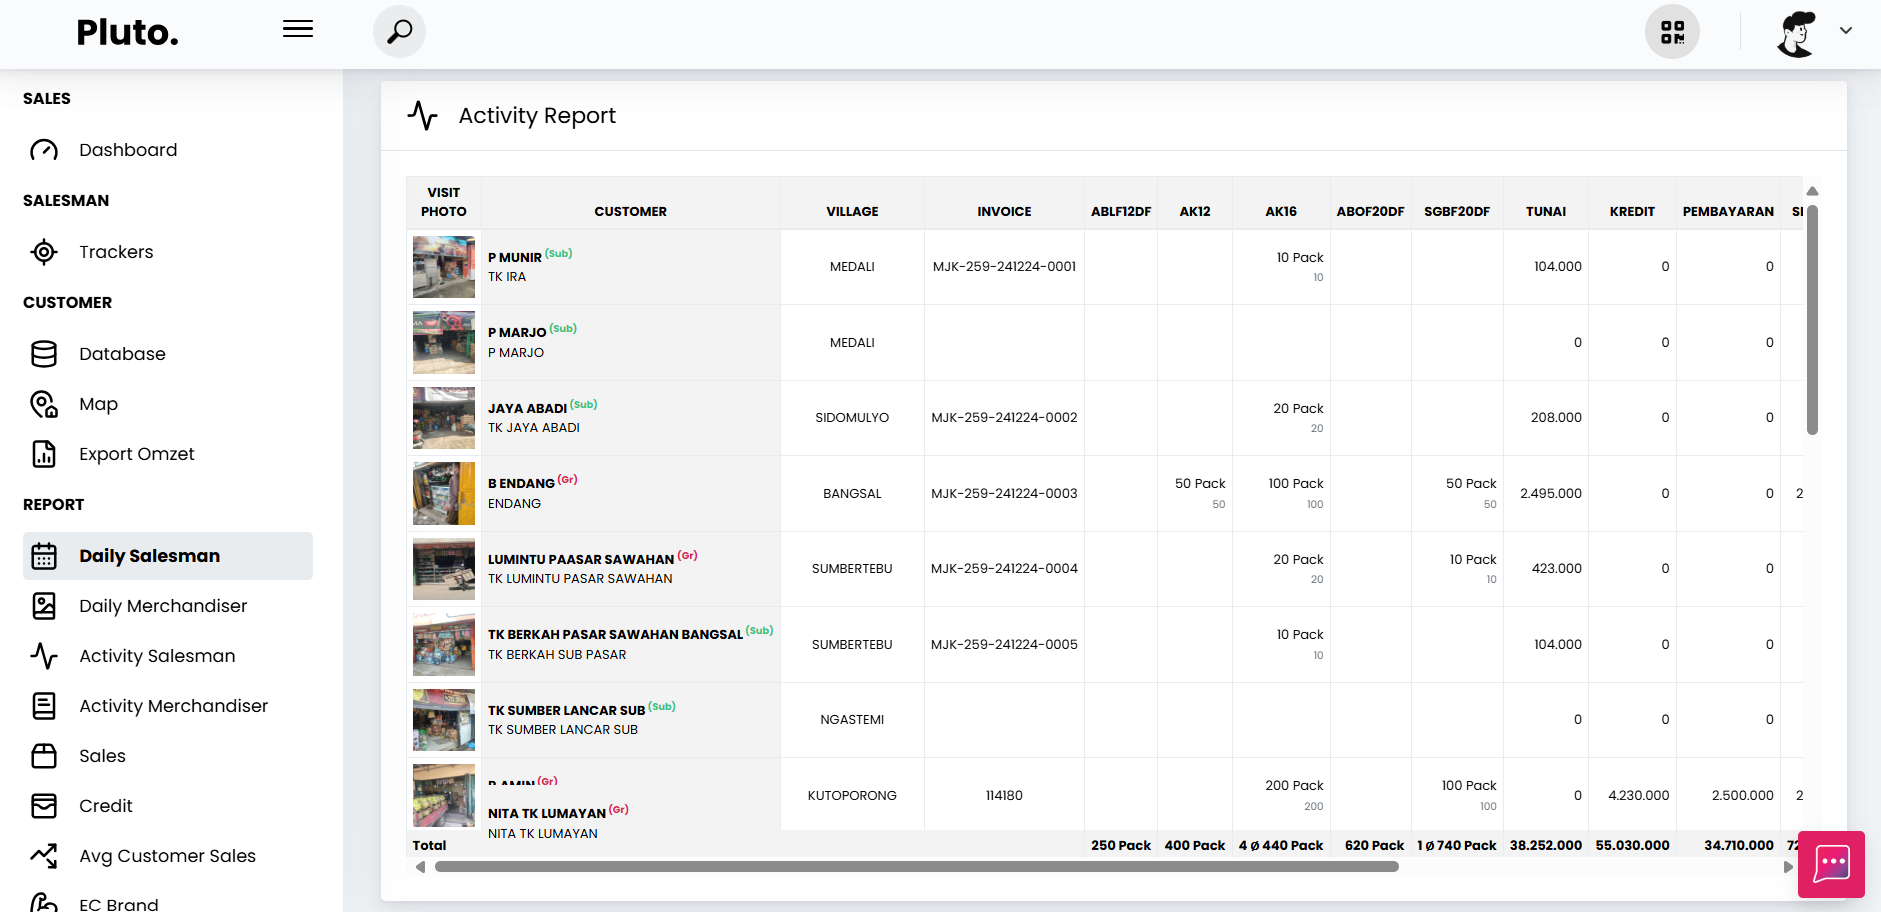 Pluto.
SALES
Dashboard
SALESMAN
Trackers
CUSTOMER
Database
Map
Export Omzet
REPORT
Daily Salesman
Daily Merchandiser
Activity Salesman
Activity Merchandiser
Sales
Credit
Avg Customer Sales
EC Brand
Activity Report
VISIT PHOTO CUSTOMER VILLAGE INVOICE ABLF12DF AK12 AK16 ABOF20DF SGBF20DF TUNAI KREDIT PEMBAYARAN
P MUNIR (Sub)
TK IRA
MEDALI MJK-259-241224-0001 10 Pack 10 104.000 0 0
P MARJO (Sub)
P MARJO
MEDALI 0 0 0
JAYA ABADI (Sub)
TK JAYA ABADI
SIDOMULYO MJK-259-241224-0002 20 Pack 20 208.000 0 0
B ENDANG (Gr)
ENDANG
BANGSAL MJK-259-241224-0003 50 Pack 50 100 Pack 100 50 Pack 50 2.495.000 0 0 2
LUMINTU PAASAR SAWAHAN (Gr)
TK LUMINTU PASAR SAWAHAN
SUMBERTEBU MJK-259-241224-0004 20 Pack 20 10 Pack 10 423.000 0 0
TK BERKAH PASAR SAWAHAN BANGSAL (Sub)
TK BERKAH SUB PASAR
SUMBERTEBU MJK-259-241224-0005 10 Pack 10 104.000 0 0
TK SUMBER LANCAR SUB (Sub)
TK SUMBER LANCAR SUB
NGASTEMI 0 0 0
(Gr)
KUTOPORONG 114180 200 Pack 200 100 Pack 100 0 4.230.000 2.500.000 2
NITA TK LUMAYAN (Gr)
NITA TK LUMAYAN
Total 250 Pack 400 Pack 4 Ø 440 Pack 620 Pack 1 Ø 740 Pack 38.252.000 55.030.000 34.710.000